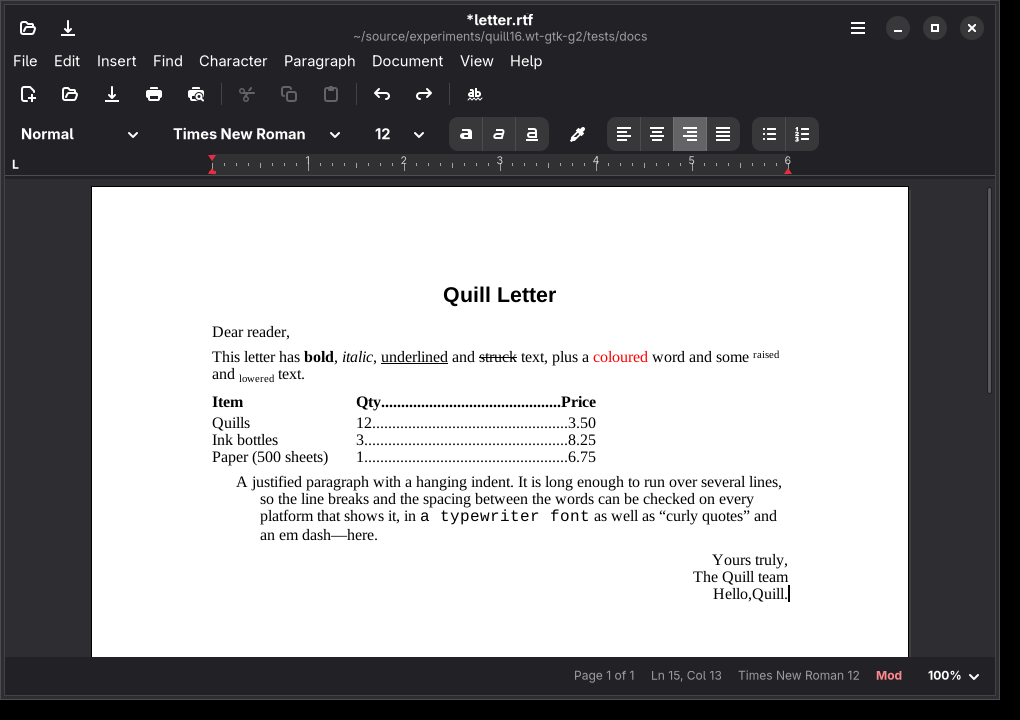 *letter.rtf
~/source/experiments/quill16.wt-gtk-g2/tests/docs
File Edit Insert Find Character Paragraph Document View Help
ab
Normal Times New Roman 12 a a a
L 1 2 3 4 5 6
Quill Letter
Dear reader,
This letter has bold, italic, underlined and struck text, plus a coloured word and some raised
and lowered text.
Item Qty.............................................Price
Quills 12.................................................3.50
Ink bottles 3...................................................8.25
Paper (500 sheets) 1...................................................6.75
A justified paragraph with a hanging indent. It is long enough to run over several lines,
so the line breaks and the spacing between the words can be checked on every
platform that shows it, in a typewriter font as well as “curly quotes” and
an em dash—here.
Yours truly,
The Quill team
Hello,Quill.
Page 1 of 1 Ln 15, Col 13 Times New Roman 12 Mod 100%